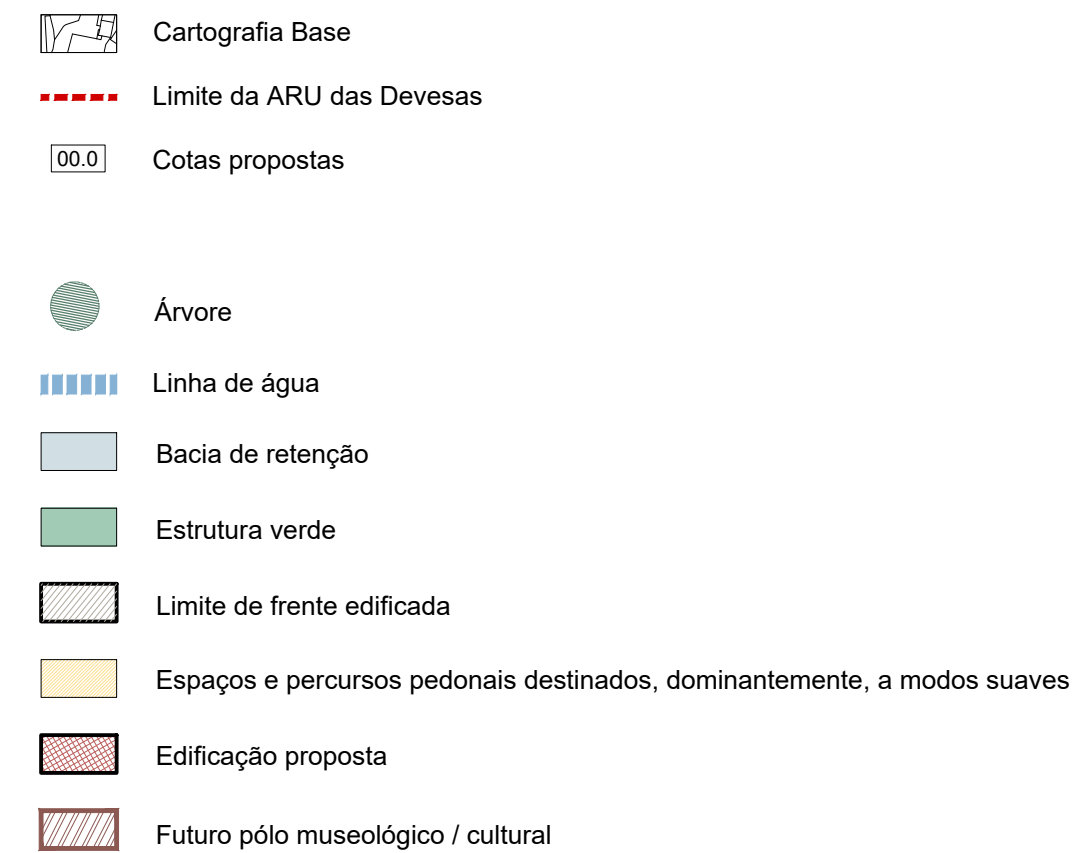 Cartografia Base
Limite da ARU das Devesas
00.0 Cotas propostas
Árvore
Linha de água
Bacia de retenção
Estrutura verde
Limite de frente edificada
Espaços e percursos pedonais destinados, dominantemente, a modos suaves
Edificação proposta
Futuro pólo museológico / cultural